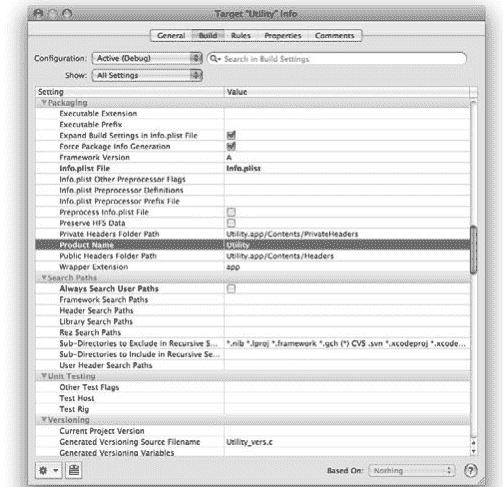 Target "Utility" Info
General Build Rules Properties Comments
Configuration: Active (Debug) Search in Build Settings
Show: All Settings
Setting Value
Packaging
Executable Extension
Executable Prefix
Expand Build Settings in Info.plist File
Force Package Info Generation
Framework Version A
Info.plist File Info.plist
Info.plist Other Preprocessor Flags
Info.plist Preprocessor Definitions
Info.plist Preprocessor Prefix File
Preprocess Info.plist File
Preserve HFS Data
Private Headers Folder Path Utility.app/Contents/PrivateHeaders
Product Name Utility
Public Headers Folder Path Utility.app/Contents/Headers
Wrapper Extension app
Search Paths
Always Search User Paths
Framework Search Paths
Header Search Paths
Library Search Paths
Rez Search Paths
Sub-Directories to Exclude in Recursive S... *.nib *.lproj *.framework *.gch (*) CVS .svn *.xcodeproj *.xcode...
Sub-Directories to Include in Recursive Se...
User Header Search Paths
Unit Testing
Other Test Flags
Test Host
Test Rig
Versioning
Current Project Version
Generated Versioning Source Filename Utility_vers.c
Generated Versioning Variables
Based On: Nothing ?